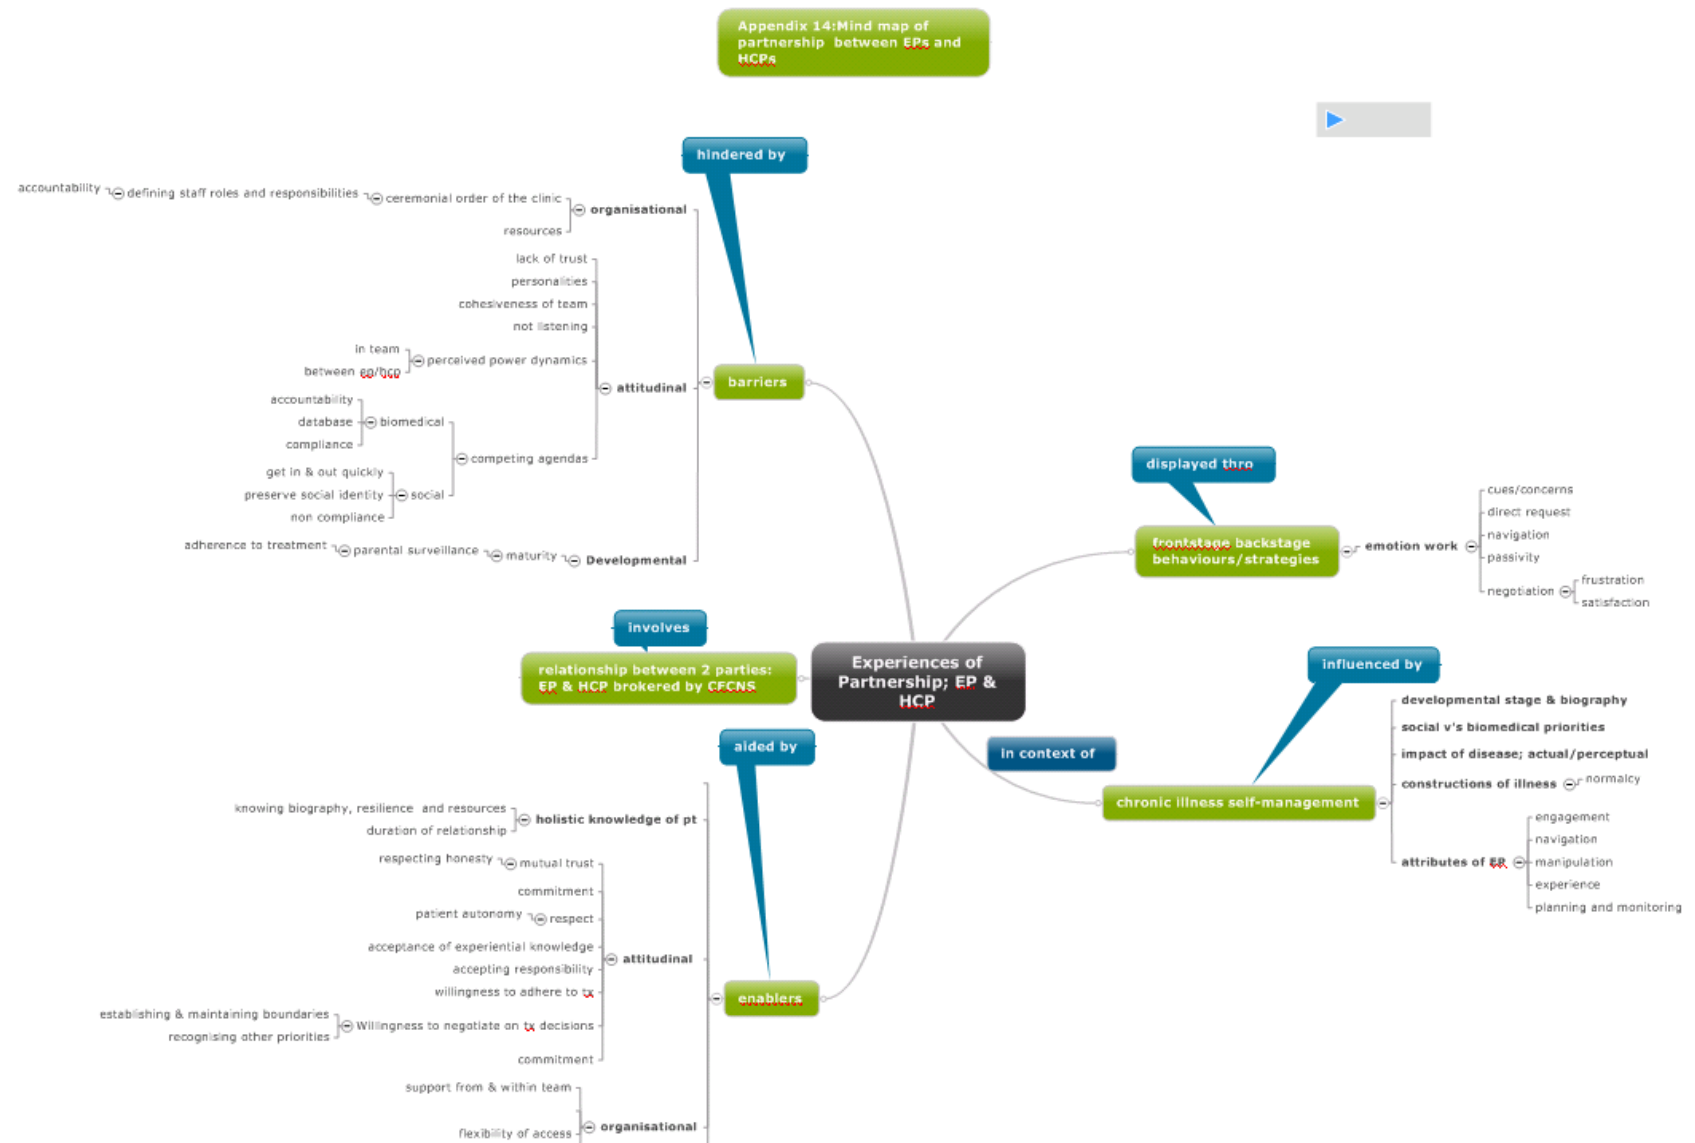 Appendix 14:Mind map of
partnership between EPs and
HCPs
hindered by
accountability
defining staff roles and responsibilities
ceremonial order of the clinic
organisational
resources
lack of trust
personalities
cohesiveness of team
not listening
in team
between ep/hcp
perceived power dynamics
attitudinal
barriers
accountability
database
compliance
biomedical
competing agendas
get in & out quickly
preserve social identity
non compliance
social
adherence to treatment
parental surveillance
maturity
Developmental
displayed thro
frontstage backstage
behaviours/strategies
emotion work
cues/concerns
direct request
navigation
passivity
negotiation
frustration
satisfaction
involves
relationship between 2 parties:
EP & HCP brokered by CFCNS
Experiences of
Partnership; EP &
HCP
influenced by
In context of
chronic illness self-management
developmental stage & biography
social v's biomedical priorities
impact of disease; actual/perceptual
constructions of illness
normalcy
attributes of EP
engagement
navigation
manipulation
experience
planning and monitoring
aided by
knowing biography, resilience and resources
duration of relationship
holistic knowledge of pt
respecting honesty
mutual trust
commitment
patient autonomy
respect
acceptance of experiential knowledge
accepting responsibility
willingness to adhere to tx
attitudinal
enablers
establishing & maintaining boundaries
recognising other priorities
Willingness to negotiate on tx decisions
commitment
support from & within team
flexibility of access
organisational